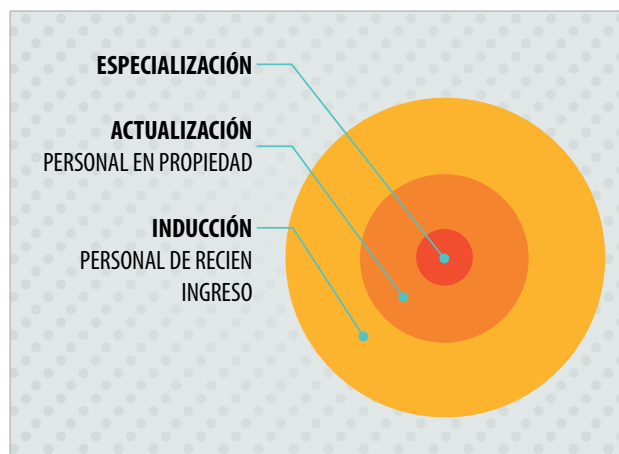 ESPECIALIZACIÓN
ACTUALIZACIÓN
PERSONAL EN PROPIEDAD
INDUCCIÓN
PERSONAL DE RECIEN
INGRESO